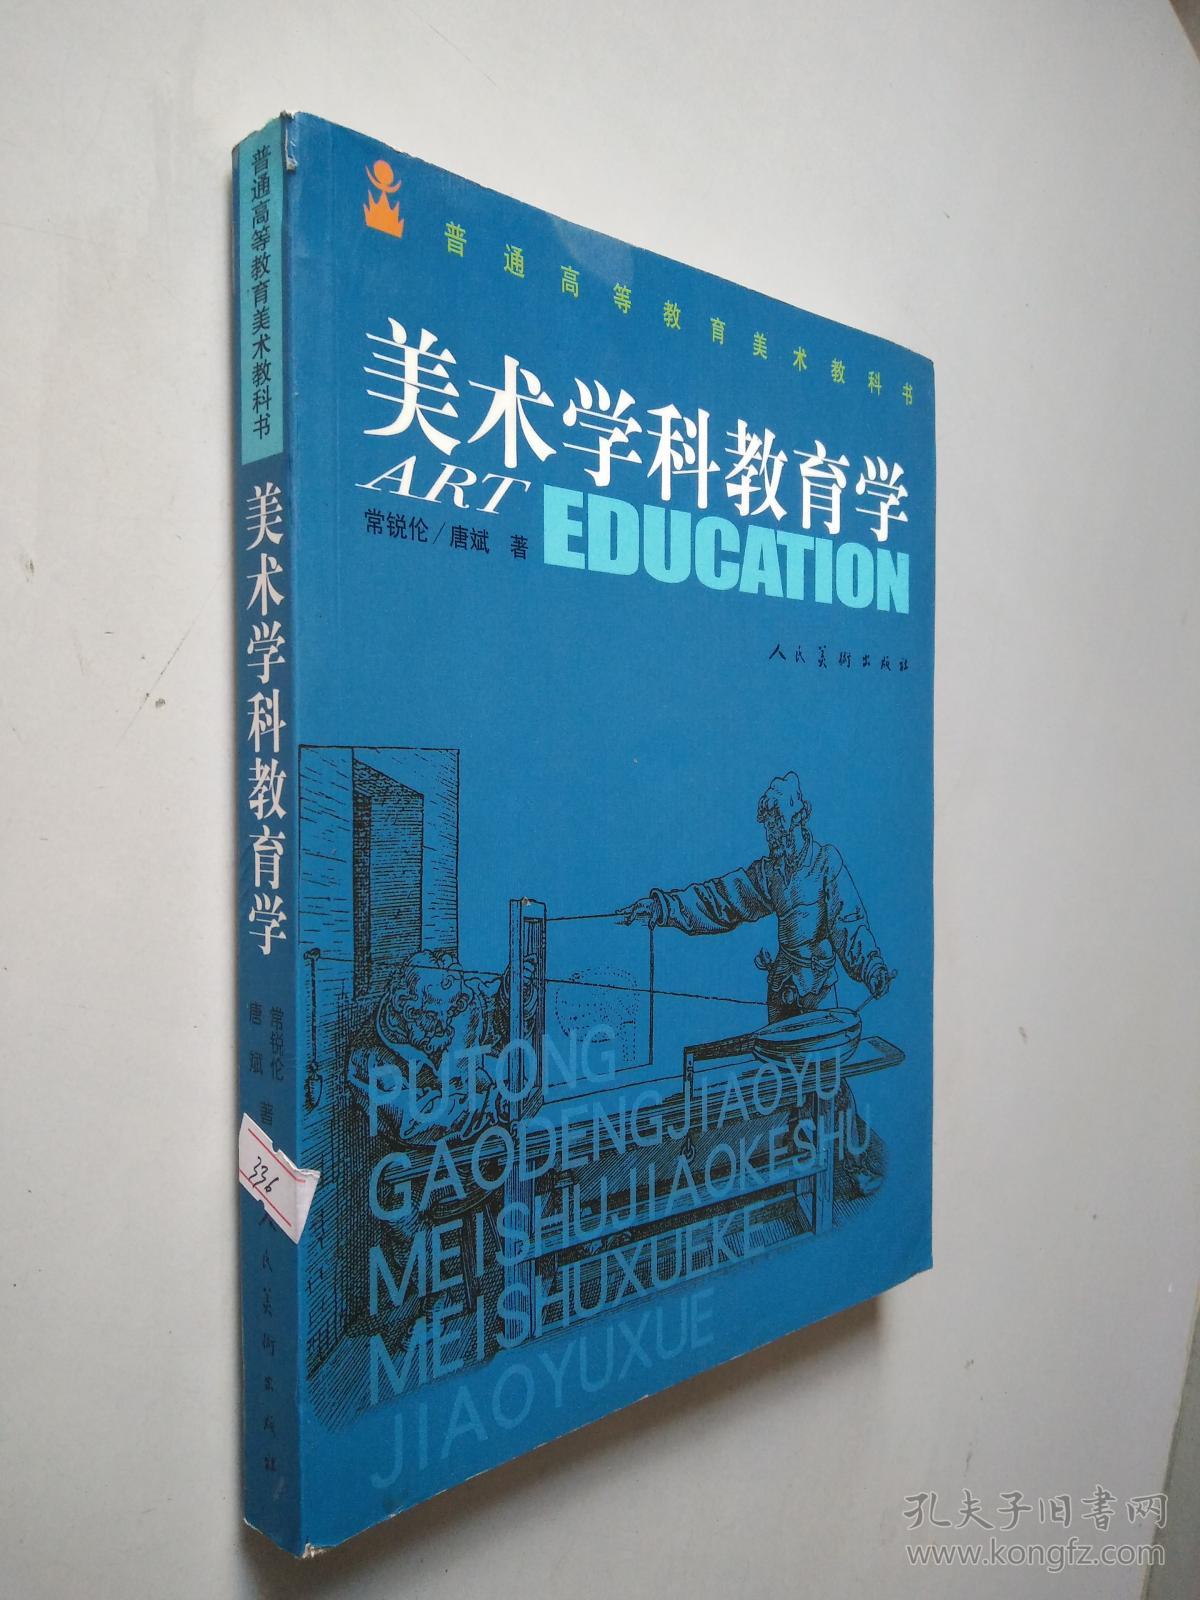 普通高等教育美术教科书
美术学科教育学
ART
EDUCATION
常锐伦/唐斌 著
人民美術出版社
PUTONG
GAODENGJIAOYU
MEISHUJIAOKESHU
MEISHUXUEKE
JIAOYUXUE
普通高等教育美术教科书
美术学科教育学
常锐伦
唐斌
著
336
人民美術出版社
孔夫子旧書网
www.kongfz.com